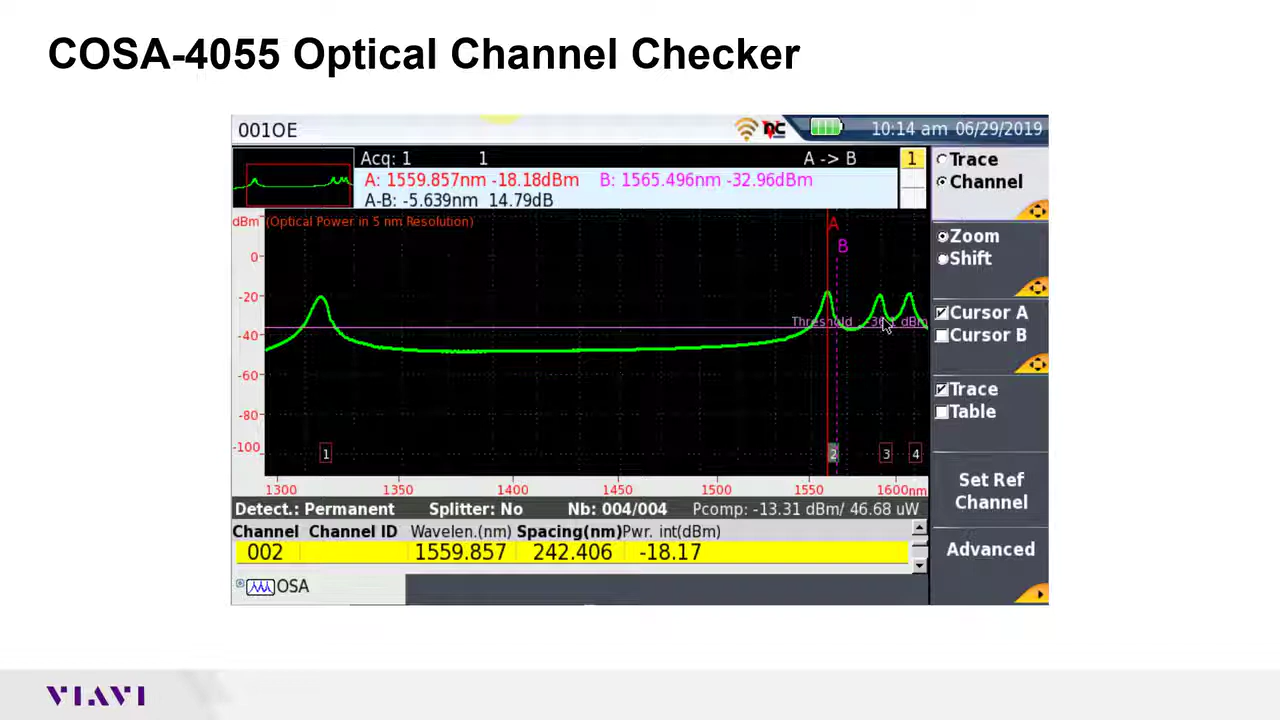 COSA-4055 Optical Channel Checker
001OE
10:14 am 06/29/2019
Acq: 1 1 A -> B 1
A: 1559.857nm -18.18dBm B: 1565.496nm -32.96dBm
A-B: -5.639nm 14.79dB
dBm (Optical Power in 5 nm Resolution)
A
B
0
-20
Threshold dBm
-40
-60
-80
-100
1 2 3 4
1300 1350 1400 1450 1500 1550 1600nm
Detect.: Permanent Splitter: No Nb: 004/004 Pcomp: -13.31 dBm/ 46.68 uW
Channel Channel ID Wavelen.(nm) Spacing(nm) Pwr. int(dBm)
002 1559.857 242.406 -18.17
OSA
Trace
Channel
Zoom
Shift
Cursor A
Cursor B
Trace
Table
Set Ref
Channel
Advanced
VIAVI